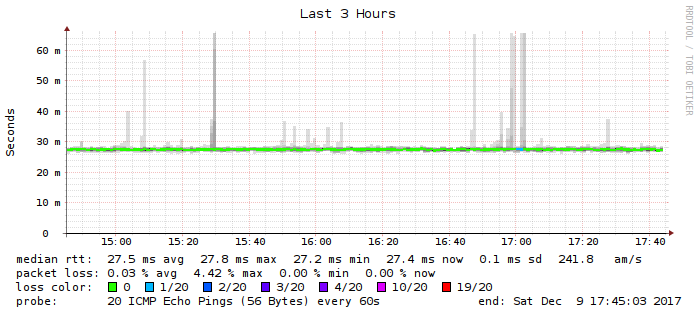 Last 3 Hours
RRDTOOL / TOBI OETIKER
Seconds
60 m
50 m
40 m
30 m
20 m
10 m
0
15:00 15:20 15:40 16:00 16:20 16:40 17:00 17:20 17:40
median rtt: 27.5 ms avg 27.8 ms max 27.2 ms min 27.4 ms now 0.1 ms sd 241.8 am/s
packet loss: 0.03 % avg 4.42 % max 0.00 % min 0.00 % now
loss color: 0 1/20 2/20 3/20 4/20 10/20 19/20
probe: 20 ICMP Echo Pings (56 Bytes) every 60s end: Sat Dec 9 17:45:03 2017